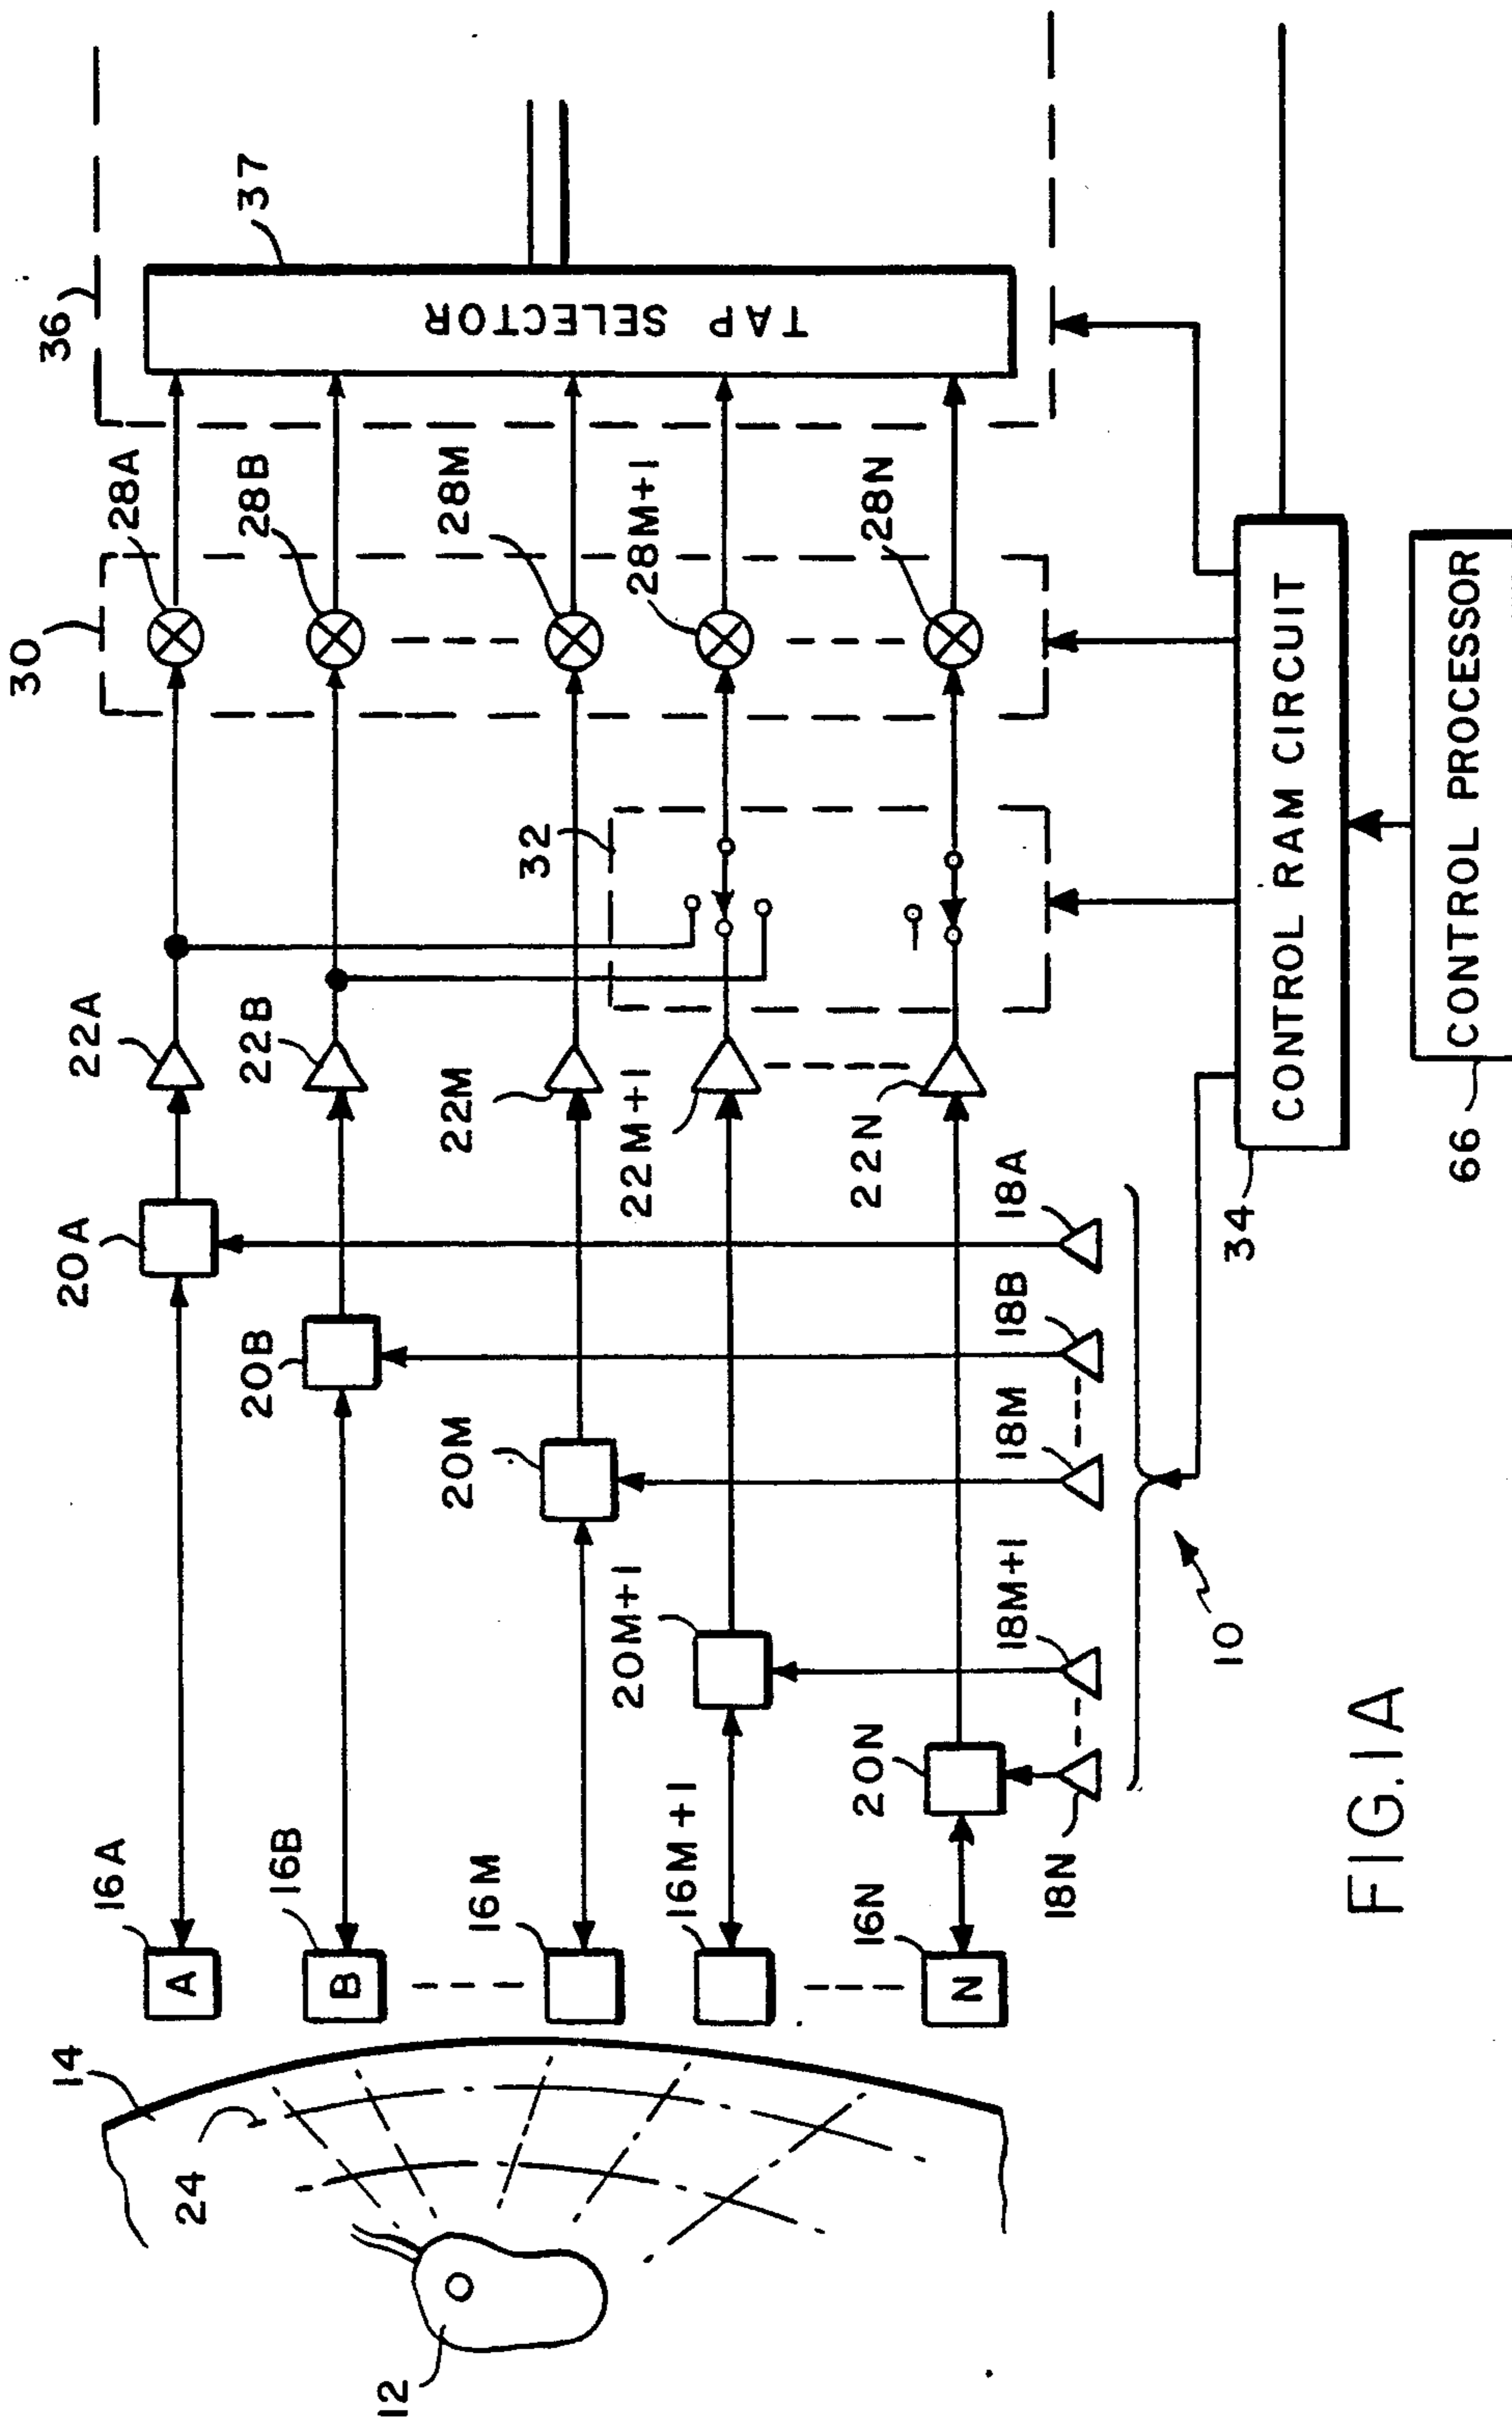 36
37
TAP SELECTOR
30
28A
28B
28M
28M+1
28N
32
22A
22B
22M
22M+1
22N
20A
20B
20M
20M+1
20N
18A
18B
18M
18M+1
18N
10
CONTROL RAM CIRCUIT
34
CONTROL PROCESSOR
66
16A
A
16B
B
16M
16M+1
16N
N
14
24
12
FIG.1A